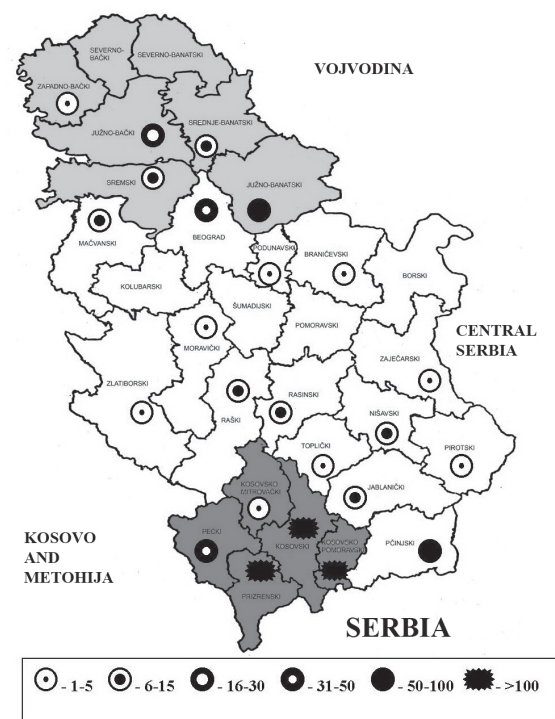 SEVERNO-
BAČKI
SEVERNO-BANATSKI
VOJVODINA
ZAPADNO-BAČKI
SREDNJE-BANATSKI
JUŽNO-BAČKI
SREMSKI
JUŽNO-BANATSKI
MAČVANSKI
BEOGRAD
PODUNAVSKI
BRANIČEVSKI
BORSKI
KOLUBARSKI
ŠUMADIJSKI
POMORAVSKI
CENTRAL
SERBIA
MORAVIČKI
ZAJEČARSKI
ZLATIBORSKI
RASINSKI
RAŠKI
NIŠAVSKI
TOPLIČKI
PIROTSKI
KOSOVSKO
MITROVAČKI
JABLANIČKI
KOSOVO
AND
METOHIJA
PEČKI
KOSOVSKI
KOSOVSKO
POMORAVSKI
PČINJSKI
PRIZRENSKI
SERBIA
- 1-5 - 6-15 - 16-30 - 31-50 - 50-100 - >100